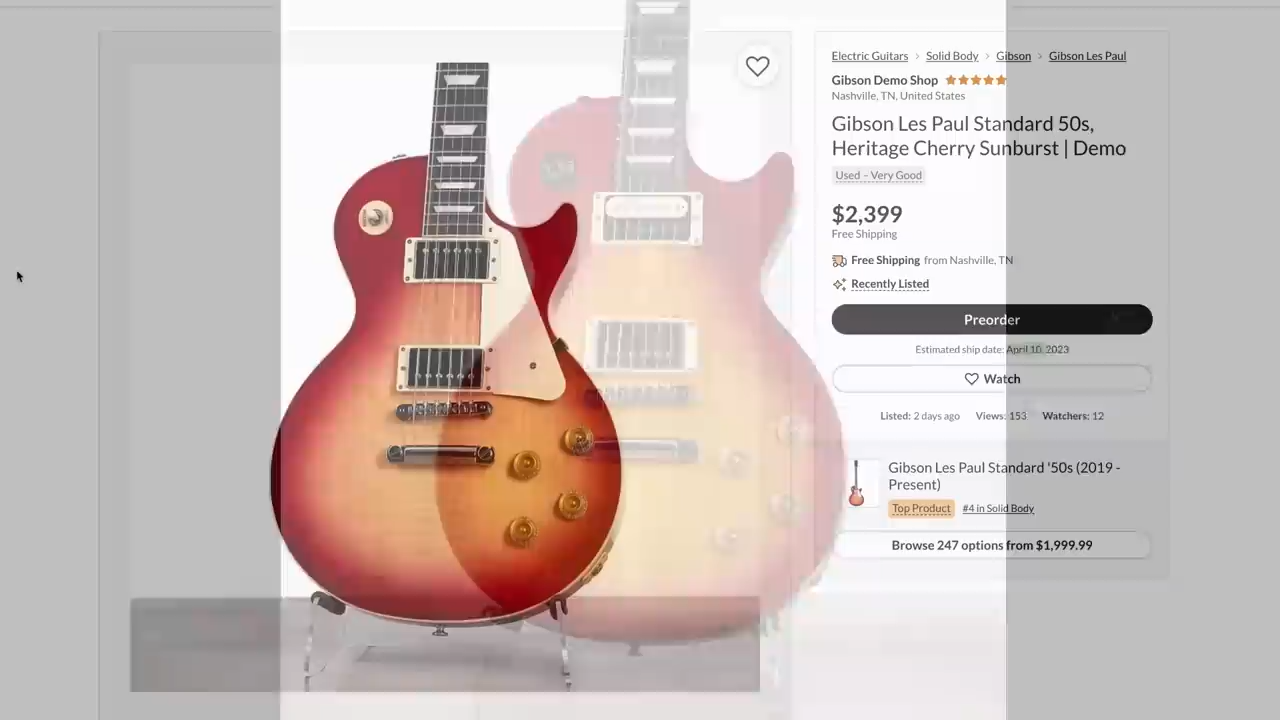 Electric Guitars > Solid Body > Gibson > Gibson Les Paul
Gibson Demo Shop
Nashville, TN, United States
Gibson Les Paul Standard 50s,
Heritage Cherry Sunburst | Demo
Used – Very Good
$2,399
Free Shipping
Free Shipping from Nashville, TN
Recently Listed
Preorder
Estimated ship date: April 10, 2023
Watch
Listed: 2 days ago Views: 153 Watchers: 12
Gibson Les Paul Standard '50s (2019 -
Present)
Top Product #4 in Solid Body
Browse 247 options from $1,999.99